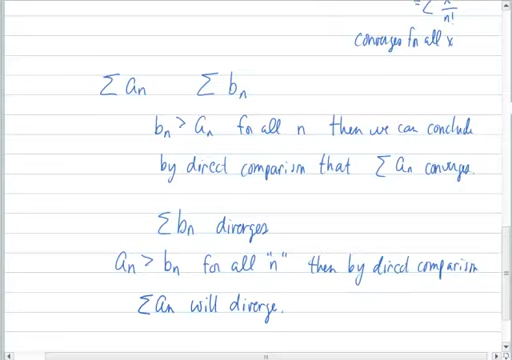 = Σ x/n!
converges for all x
Σ an Σ bn
bn > an for all n then we can conclude
by direct comparison that Σ an converges.
Σ bn diverges
an > bn for all "n" then by direct comparison
Σ an will diverge.